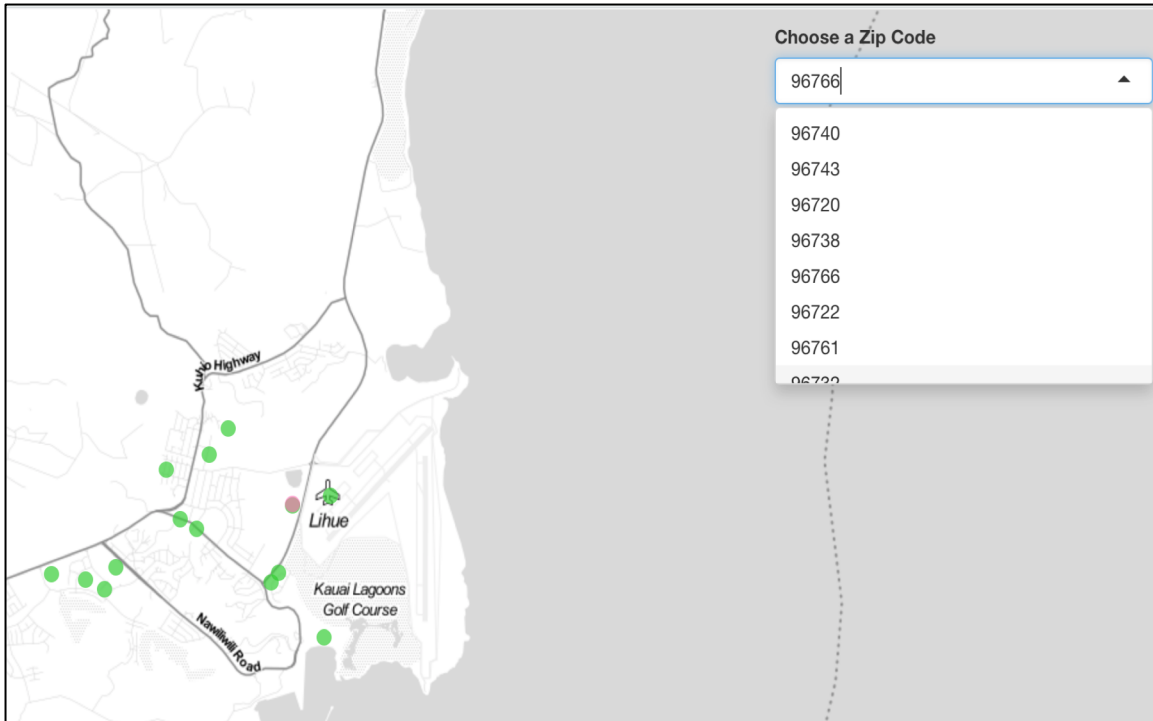 Choose a Zip Code
96766
96740
96743
96720
96738
96766
96722
96761
96732
Kuhio Highway
Lihue
Kauai Lagoons
Golf Course
Nawiliwili Road